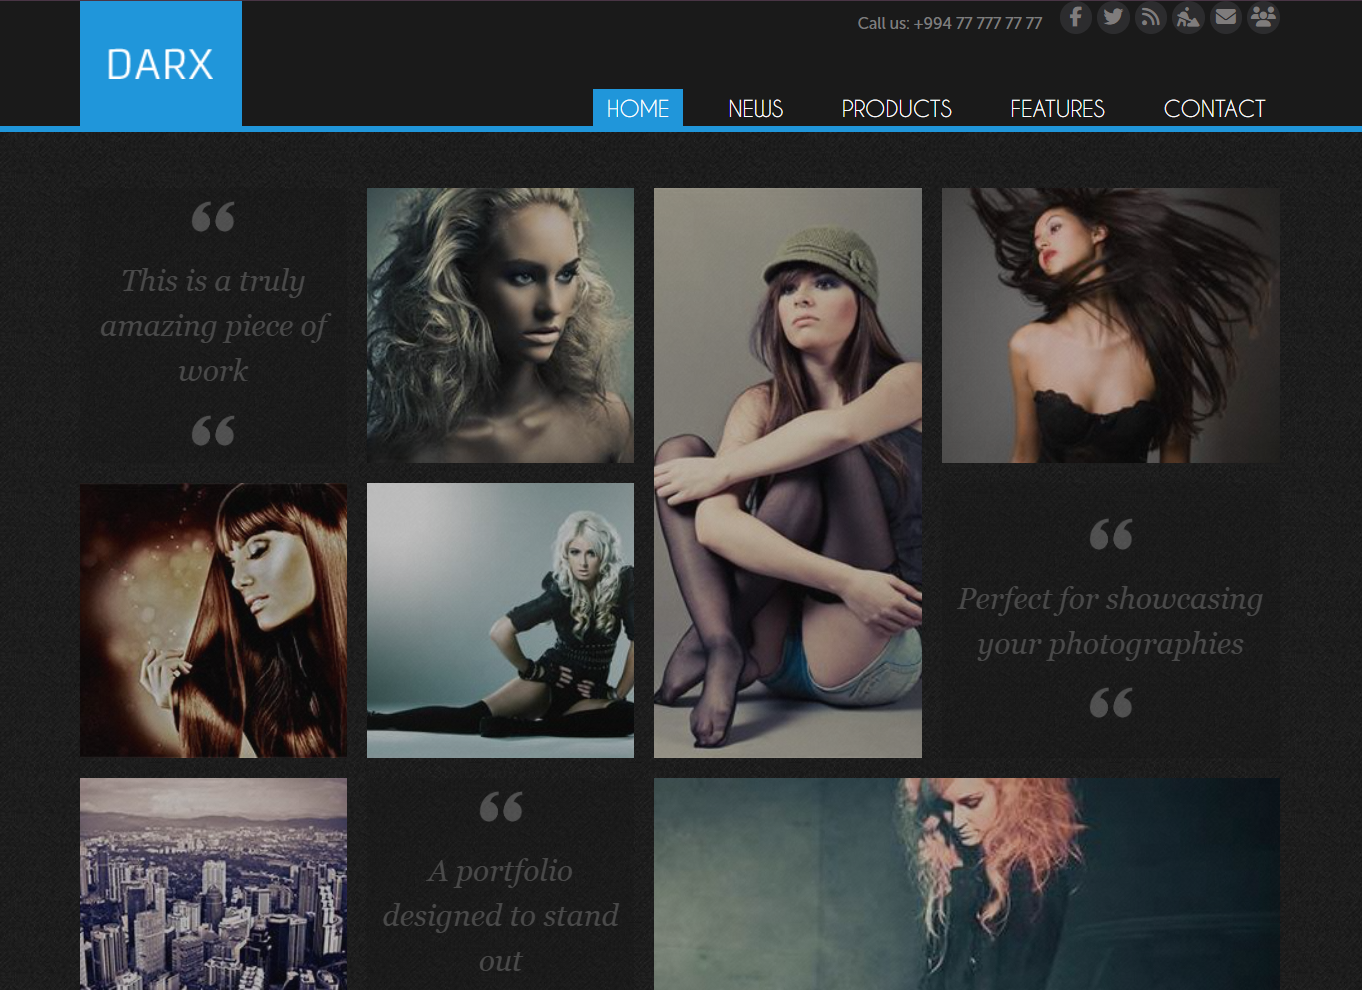 Call us: +994 77 777 77 77
DARX
HOME
NEWS
PRODUCTS
FEATURES
CONTACT
“
This is a truly
amazing piece of
work
“
“
Perfect for showcasing
your photographies
“
“
A portfolio
designed to stand
out